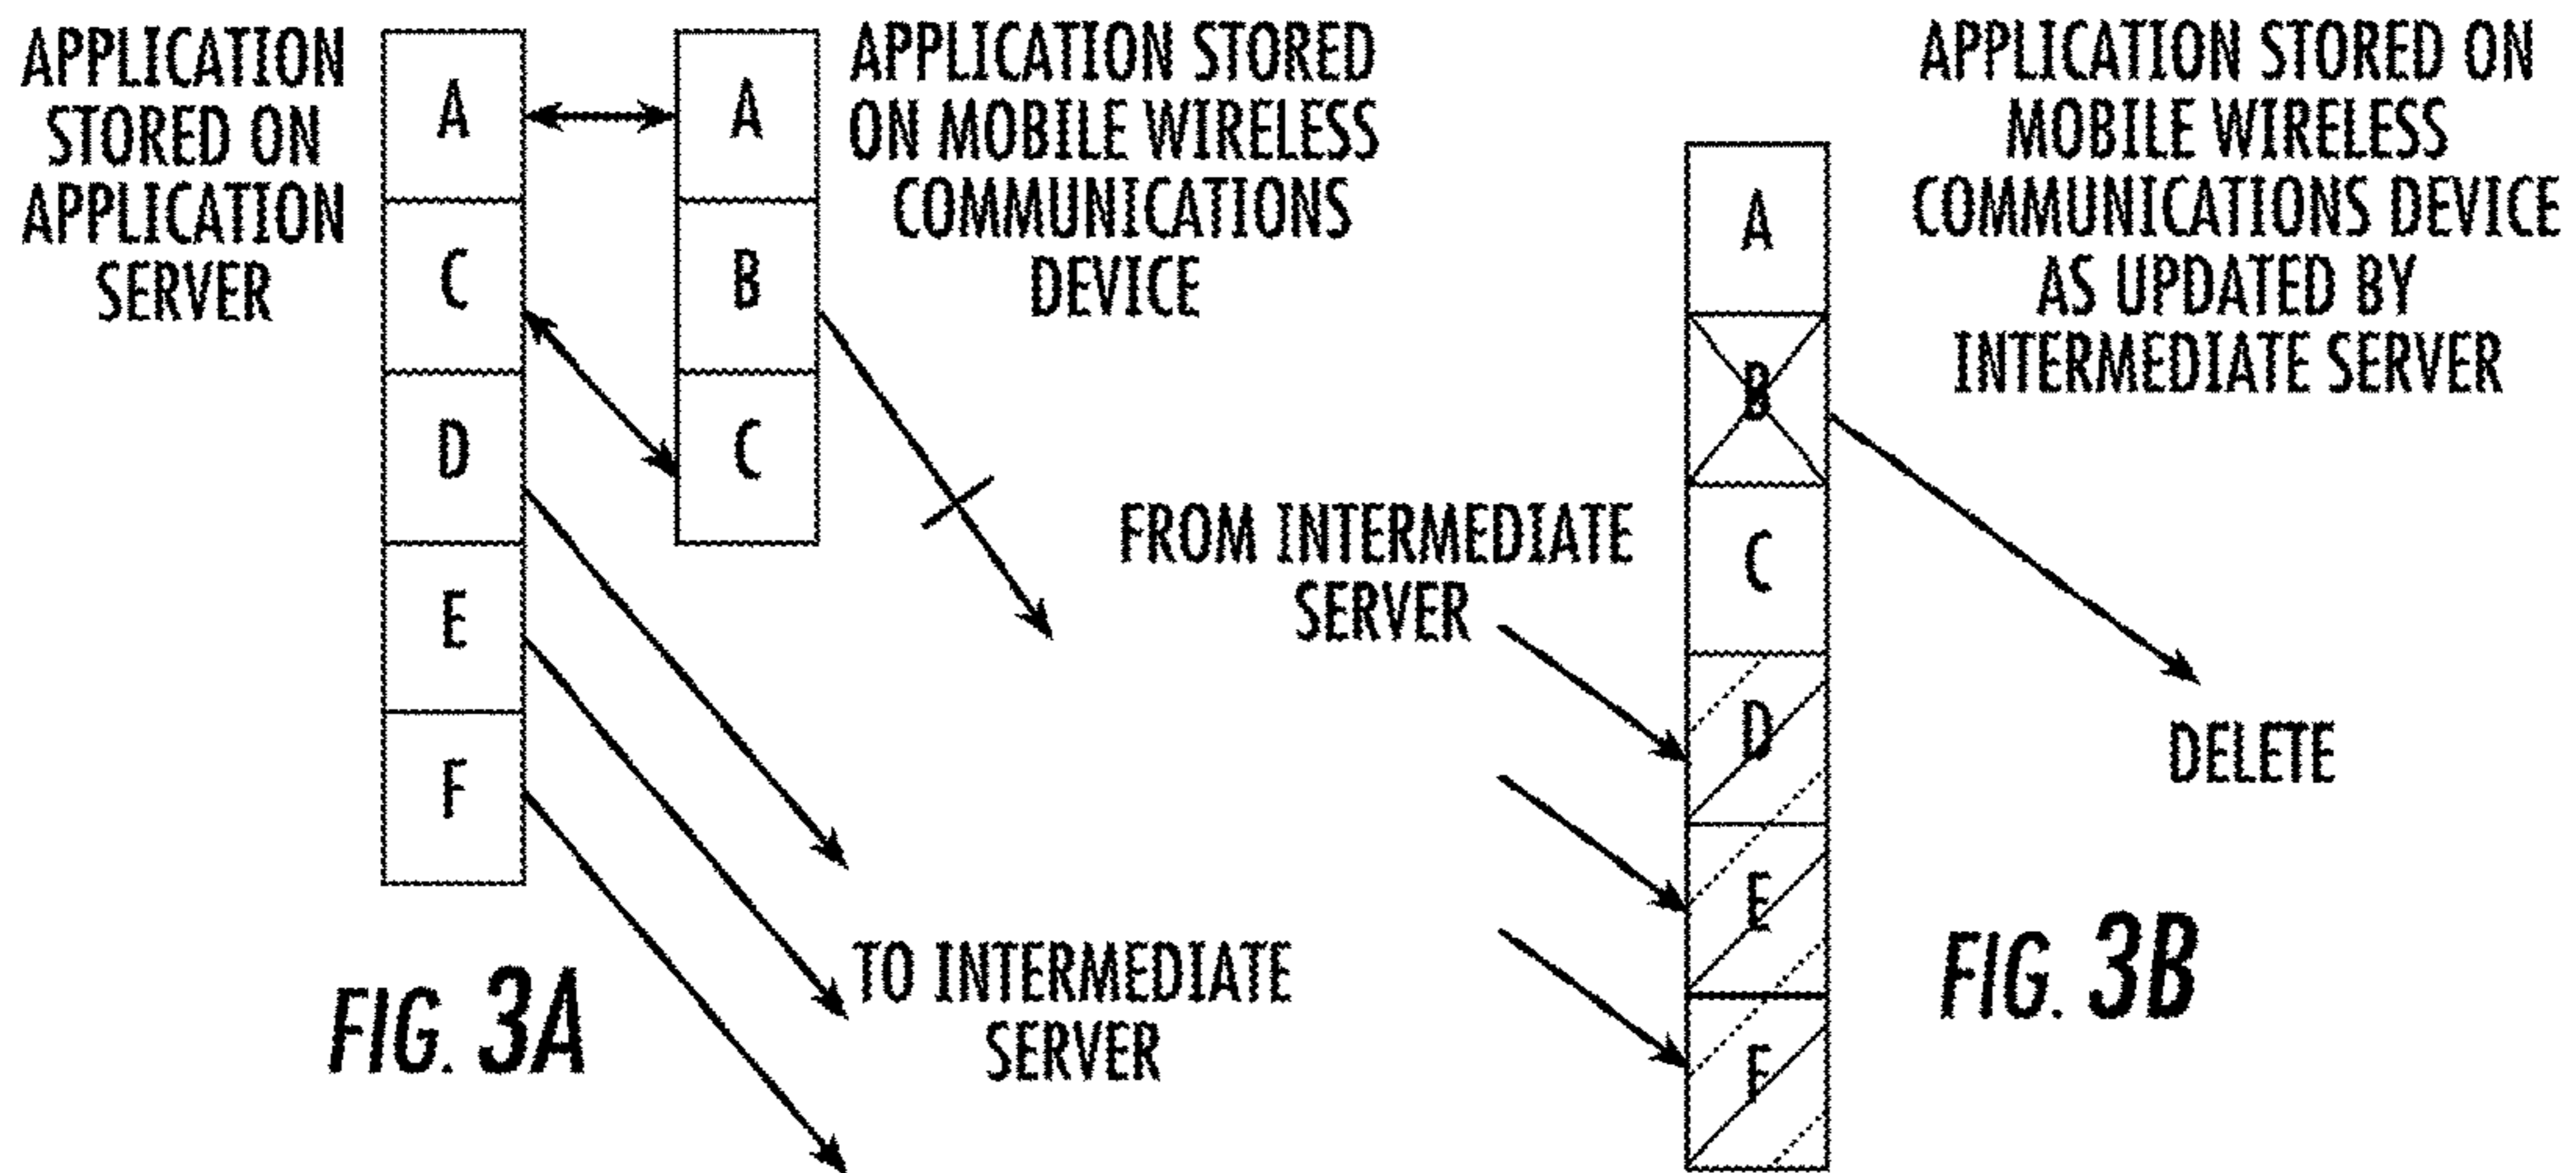 APPLICATION
STORED ON
APPLICATION
SERVER
A
C
D
E
F
A
B
C
APPLICATION STORED
ON MOBILE WIRELESS
COMMUNICATIONS
DEVICE
TO INTERMEDIATE
SERVER
FIG. 3A
FROM INTERMEDIATE
SERVER
A
B
C
D
E
F
APPLICATION STORED ON
MOBILE WIRELESS
COMMUNICATIONS DEVICE
AS UPDATED BY
INTERMEDIATE SERVER
DELETE
FIG. 3B